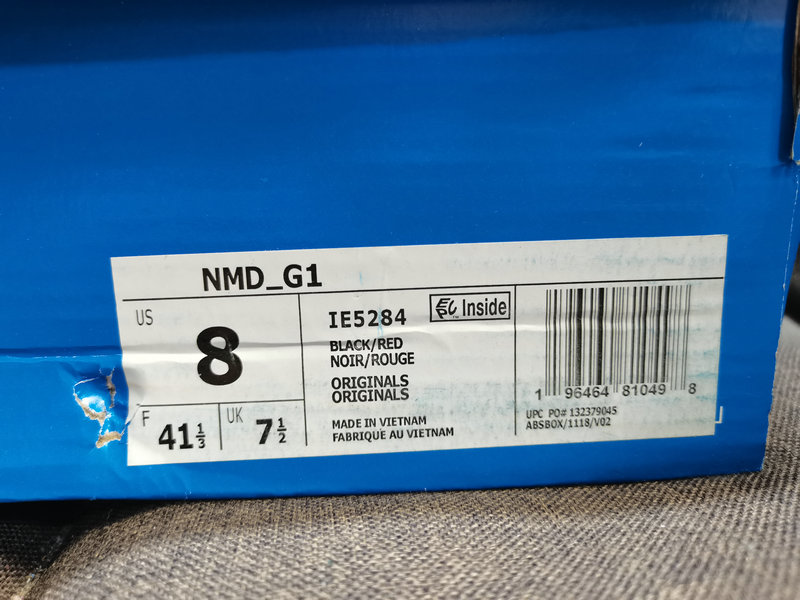 NMD_G1
US
8
F
41 1/3
UK
7 1/2
IE5284
EPC Inside
BLACK/RED
NOIR/ROUGE
ORIGINALS
ORIGINALS
MADE IN VIETNAM
FABRIQUE AU VIETNAM
1 96464 81049 8
UPC PO# 132379045
ABSBOX/1118/V02